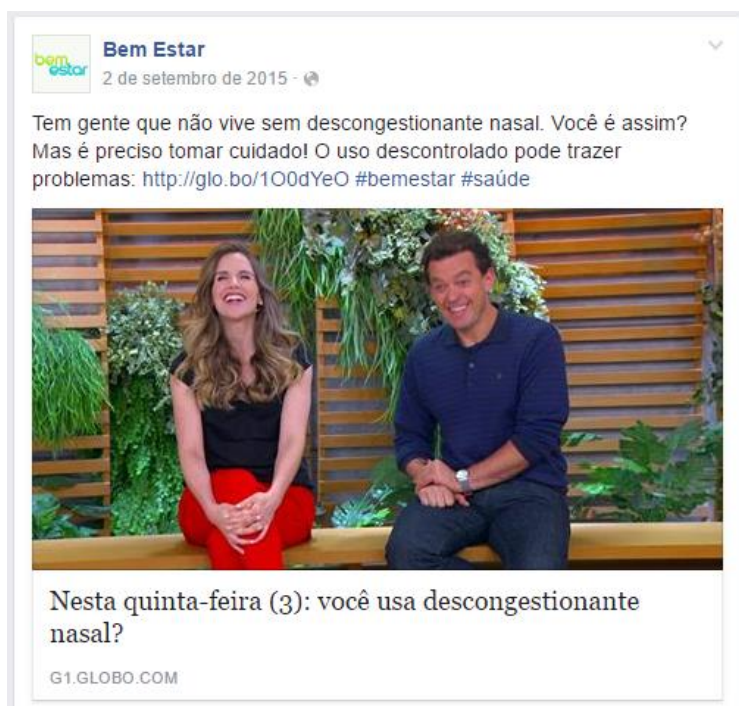 bem
estar
Bem Estar
2 de setembro de 2015 ·
Tem gente que não vive sem descongestionante nasal. Você é assim?
Mas é preciso tomar cuidado! O uso descontrolado pode trazer
problemas: http://glo.bo/1O0dYeO #bemestar #saúde
Nesta quinta-feira (3): você usa descongestionante
nasal?
G1.GLOBO.COM